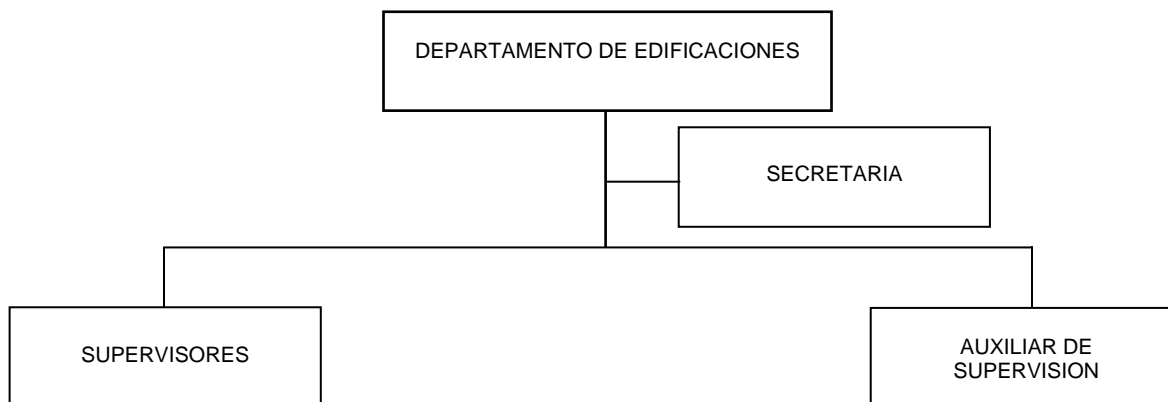 DEPARTAMENTO DE EDIFICACIONES
SECRETARIA
SUPERVISORES
AUXILIAR DE
SUPERVISION